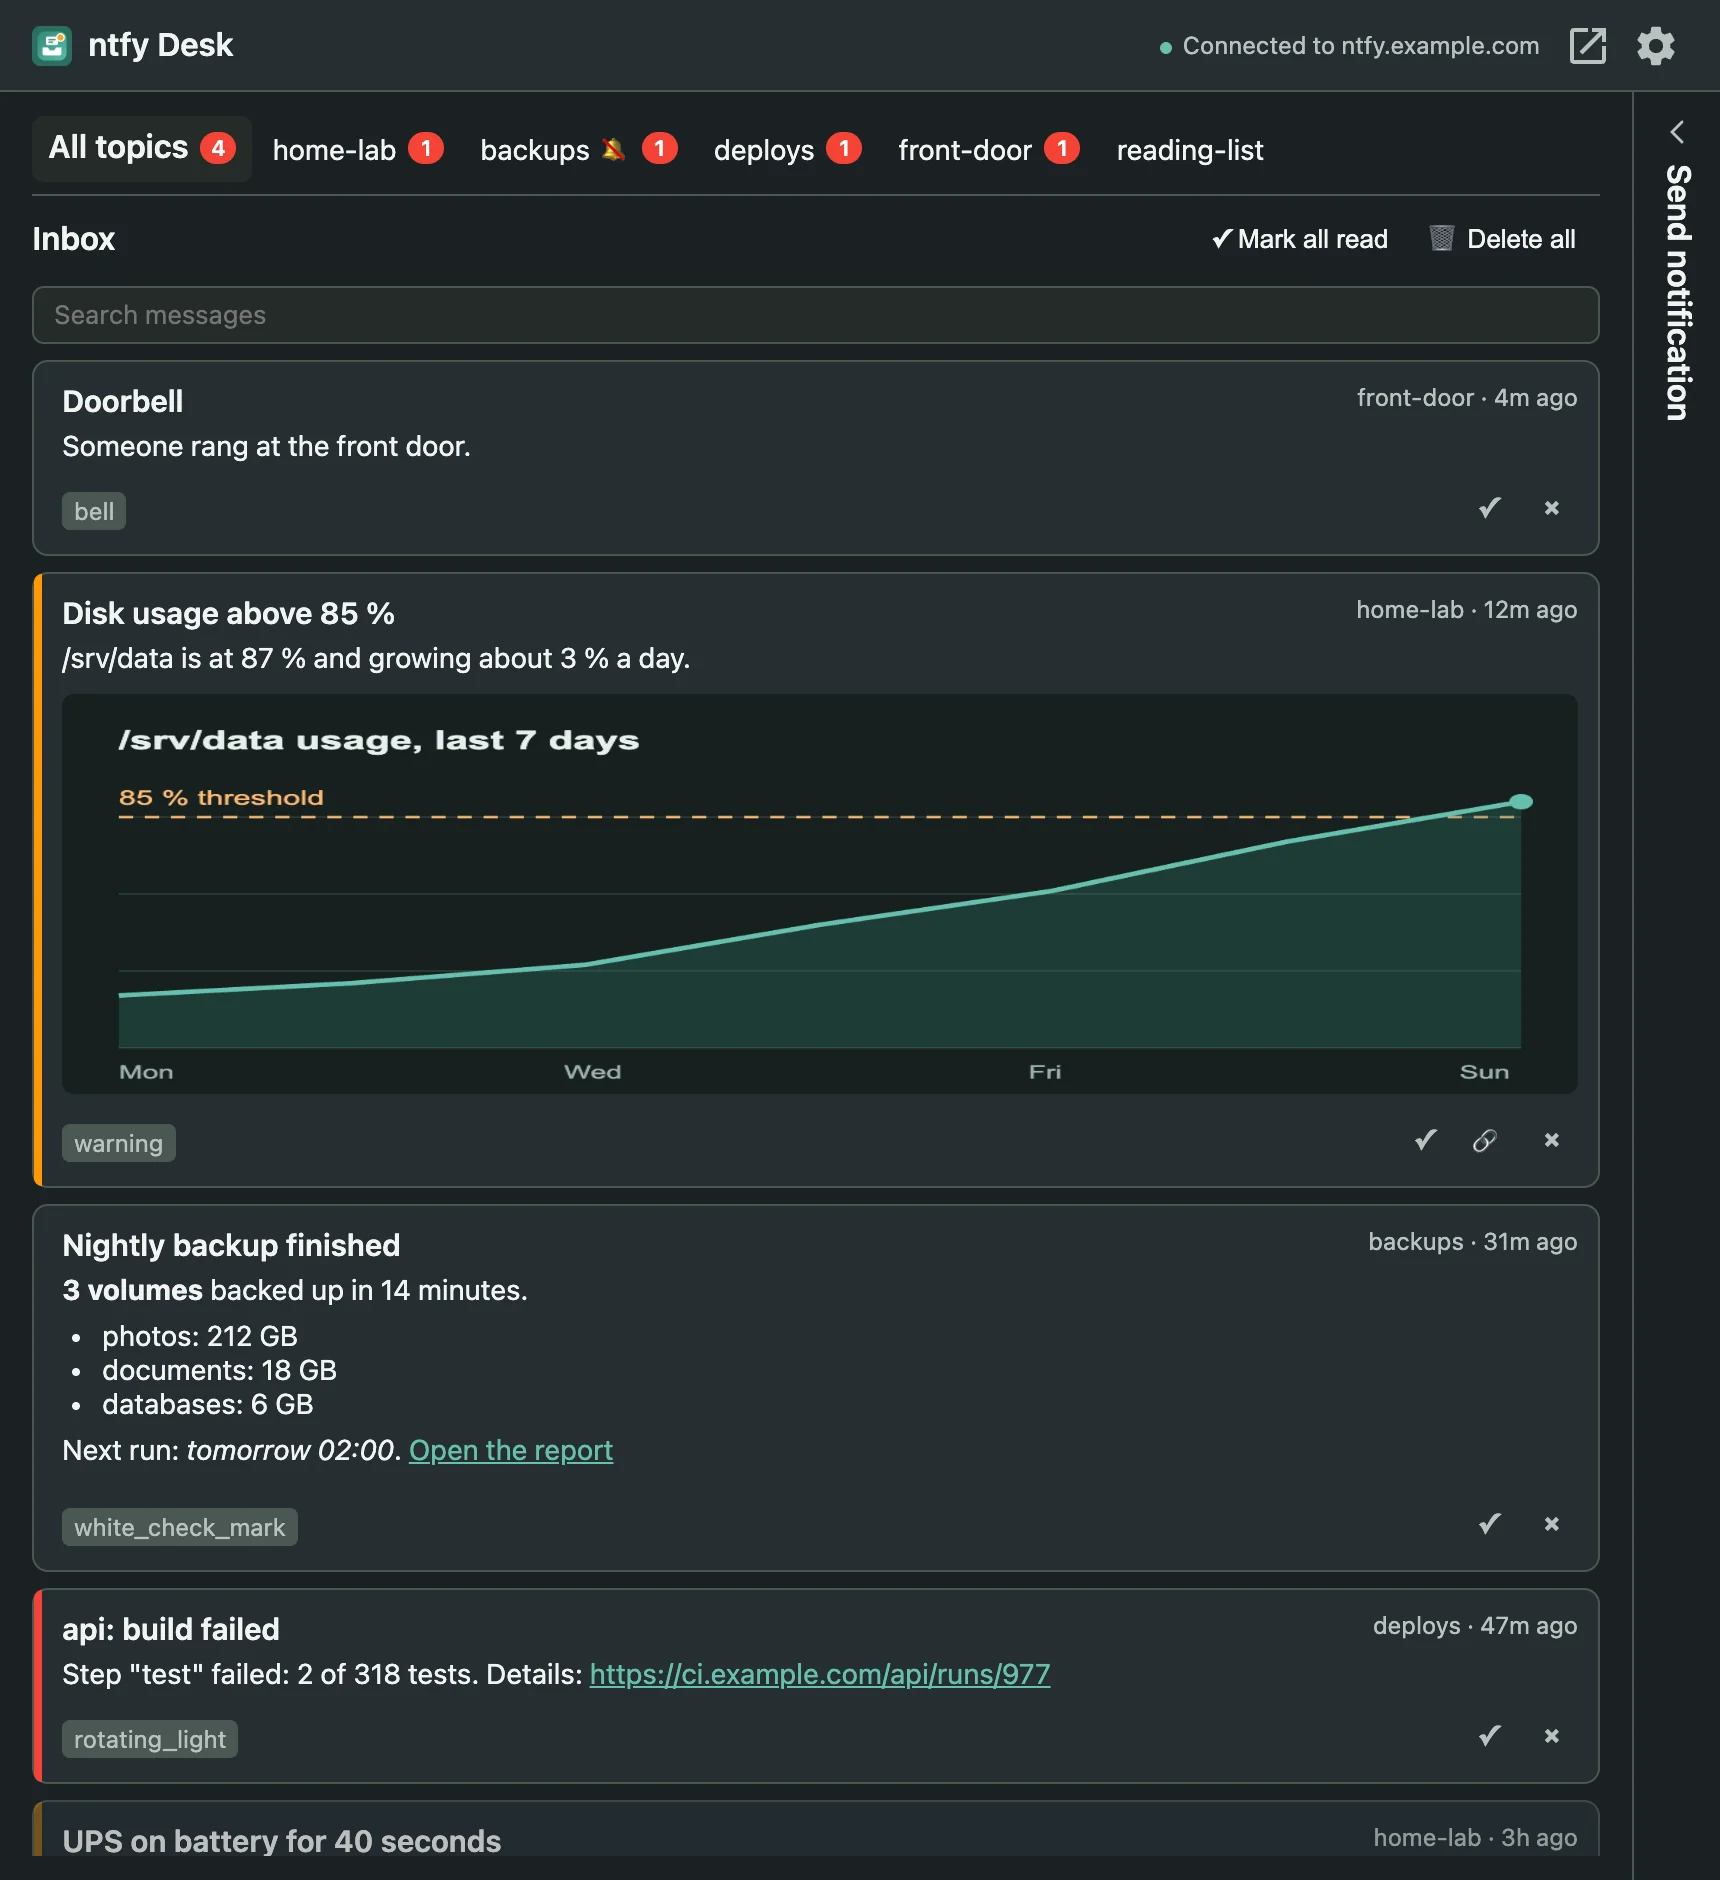 ntfy Desk
Connected to ntfy.example.com
All topics 4 home-lab 1 backups 1 deploys 1 front-door 1 reading-list
Send notification
Inbox
Mark all read
Delete all
Search messages
Doorbell
front-door · 4m ago
Someone rang at the front door.
bell
Disk usage above 85 %
home-lab · 12m ago
/srv/data is at 87 % and growing about 3 % a day.
/srv/data usage, last 7 days
85 % threshold
Mon Wed Fri Sun
warning
Nightly backup finished
backups · 31m ago
3 volumes backed up in 14 minutes.
• photos: 212 GB
• documents: 18 GB
• databases: 6 GB
Next run: tomorrow 02:00. Open the report
white_check_mark
api: build failed
deploys · 47m ago
Step "test" failed: 2 of 318 tests. Details: https://ci.example.com/api/runs/977
rotating_light
UPS on battery for 40 seconds
home-lab · 3h ago